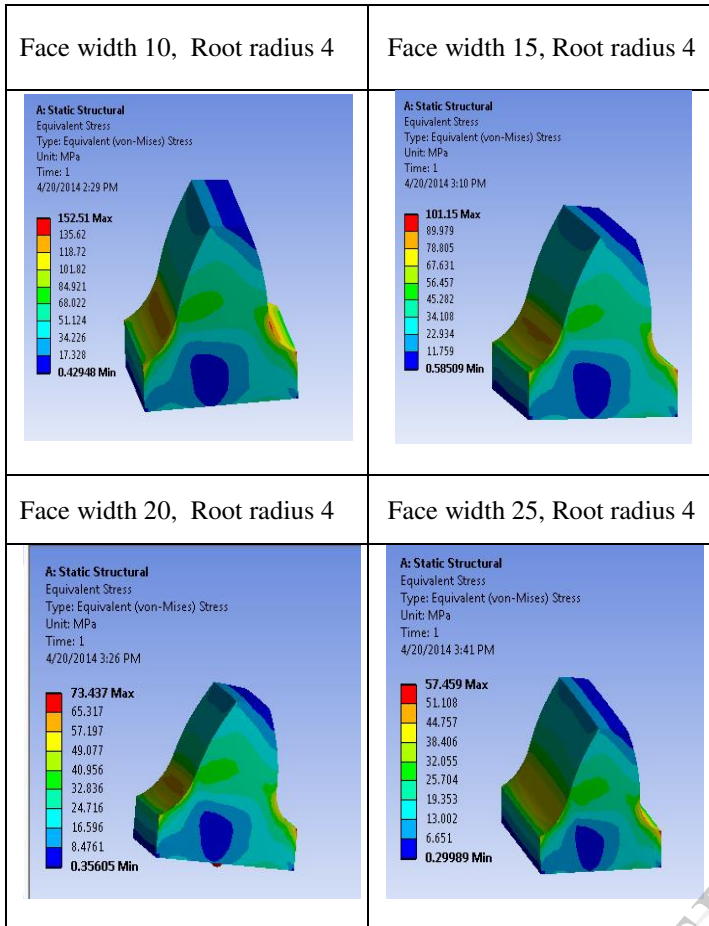 Face width 10,  Root radius 4
Face width 15, Root radius 4
A: Static Structural
Equivalent Stress
Type: Equivalent (von-Mises) Stress
Unit: MPa
Time: 1
4/20/2014 2:29 PM
152.51 Max
135.62
118.72
101.82
84.921
68.022
51.124
34.226
17.328
0.42948 Min
A: Static Structural
Equivalent Stress
Type: Equivalent (von-Mises) Stress
Unit: MPa
Time: 1
4/20/2014 3:10 PM
101.15 Max
89.979
78.805
67.631
56.457
45.282
34.108
22.934
11.759
0.58509 Min
Face width 20,  Root radius 4
Face width 25, Root radius 4
A: Static Structural
Equivalent Stress
Type: Equivalent (von-Mises) Stress
Unit: MPa
Time: 1
4/20/2014 3:26 PM
73.437 Max
65.317
57.197
49.077
40.956
32.836
24.716
16.596
8.4761
0.35605 Min
A: Static Structural
Equivalent Stress
Type: Equivalent (von-Mises) Stress
Unit: MPa
Time: 1
4/20/2014 3:41 PM
57.459 Max
51.108
44.757
38.406
32.055
25.704
19.353
13.002
6.651
0.29989 Min